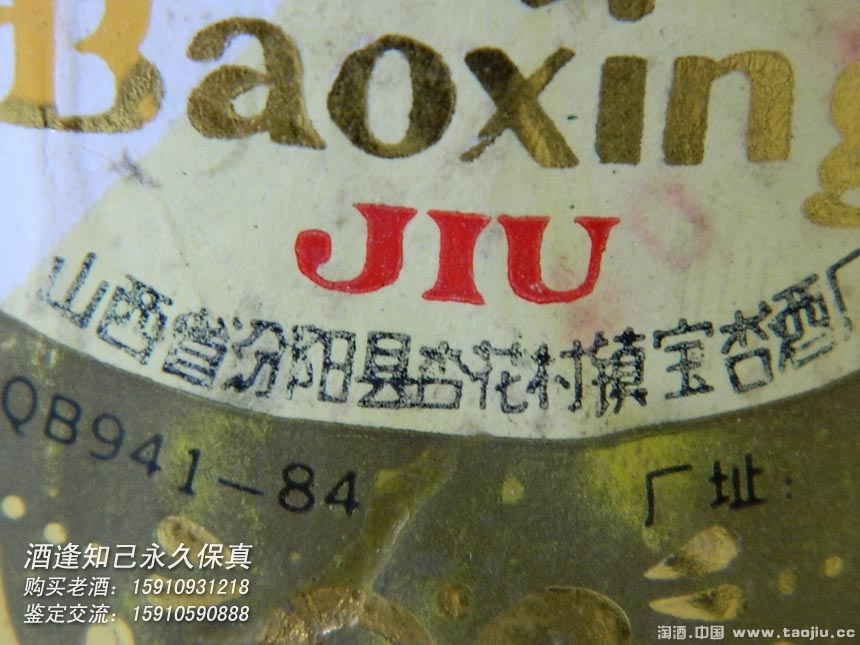 Baoxing
JIU
山西省汾阳县杏花村镇宝杏酒厂
QB941-84
厂址:
酒逢知己永久保真
购买老酒:15910931218
鉴定交流:15910590888
淘酒.中国 www.taojiu.cc